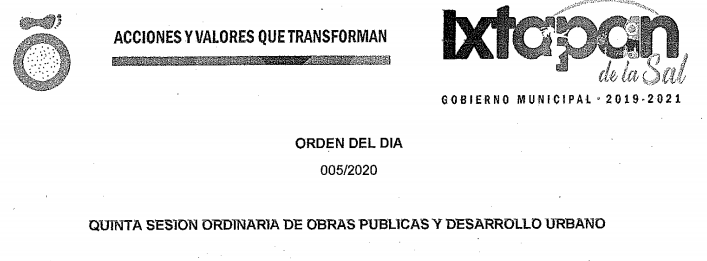 ACCIONES Y VALORES QUE TRANSFORMAN
Ixtapan
de la Sal
GOBIERNO MUNICIPAL • 2019-2021
ORDEN DEL DIA
005/2020
QUINTA SESION ORDINARIA DE OBRAS PUBLICAS Y DESARROLLO URBANO